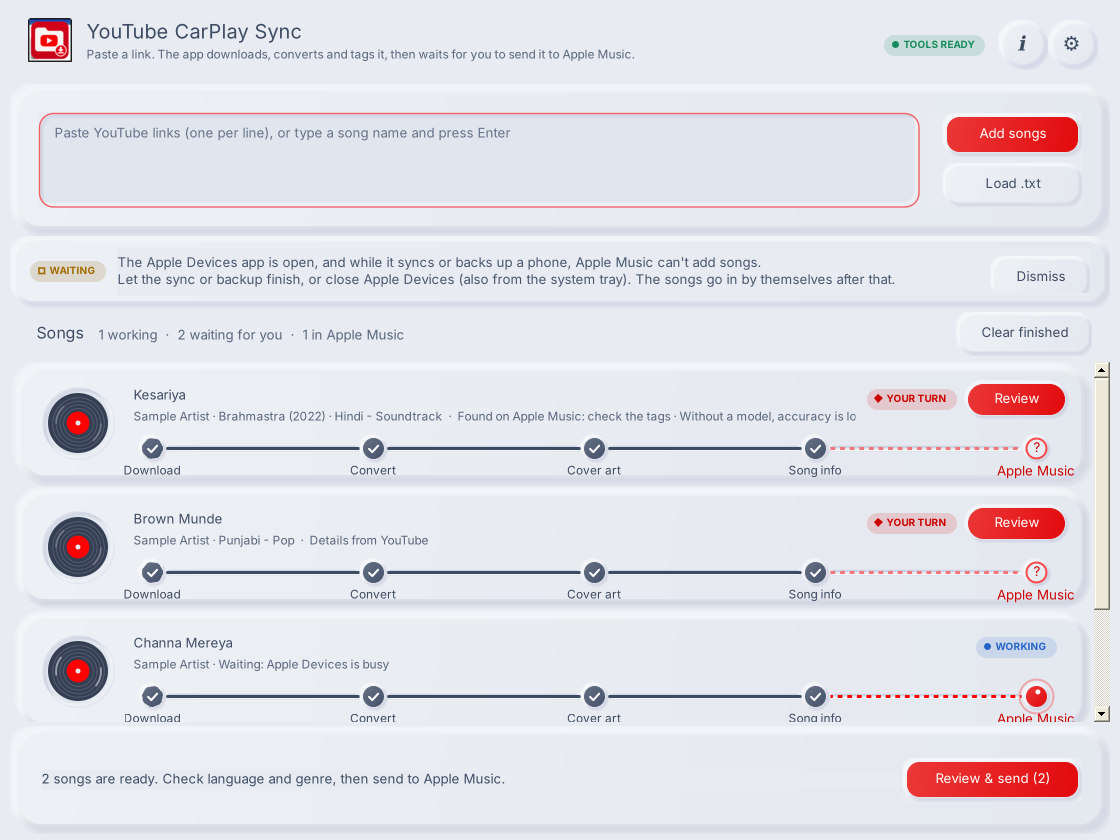 YouTube CarPlay Sync
Paste a link. The app downloads, converts and tags it, then waits for you to send it to Apple Music.
TOOLS READY
i
Paste YouTube links (one per line), or type a song name and press Enter
Add songs
Load .txt
WAITING
The Apple Devices app is open, and while it syncs or backs up a phone, Apple Music can't add songs.
Let the sync or backup finish, or close Apple Devices (also from the system tray). The songs go in by themselves after that.
Dismiss
Songs 1 working · 2 waiting for you · 1 in Apple Music
Clear finished
Kesariya
Sample Artist · Brahmastra (2022) · Hindi - Soundtrack · Found on Apple Music: check the tags · Without a model, accuracy is lo
YOUR TURN
Review
?
Download Convert Cover art Song info Apple Music
Brown Munde
Sample Artist · Punjabi - Pop · Details from YouTube
YOUR TURN
Review
?
Download Convert Cover art Song info Apple Music
Channa Mereya
Sample Artist · Waiting: Apple Devices is busy
WORKING
Download Convert Cover art Song info Apple Music
2 songs are ready. Check language and genre, then send to Apple Music.
Review & send (2)